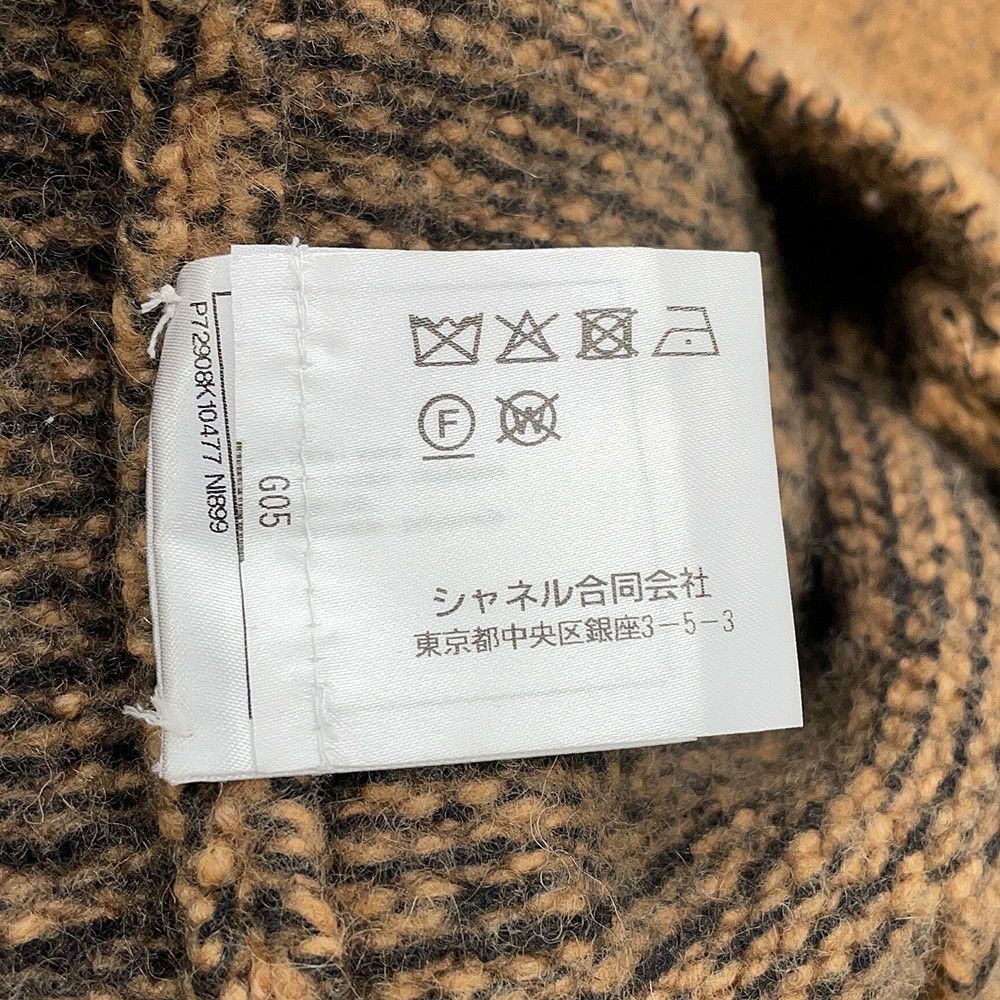 P72908K10477 NI899
G05
F
W
シャネル合同会社
東京都中央区銀座3-5-3